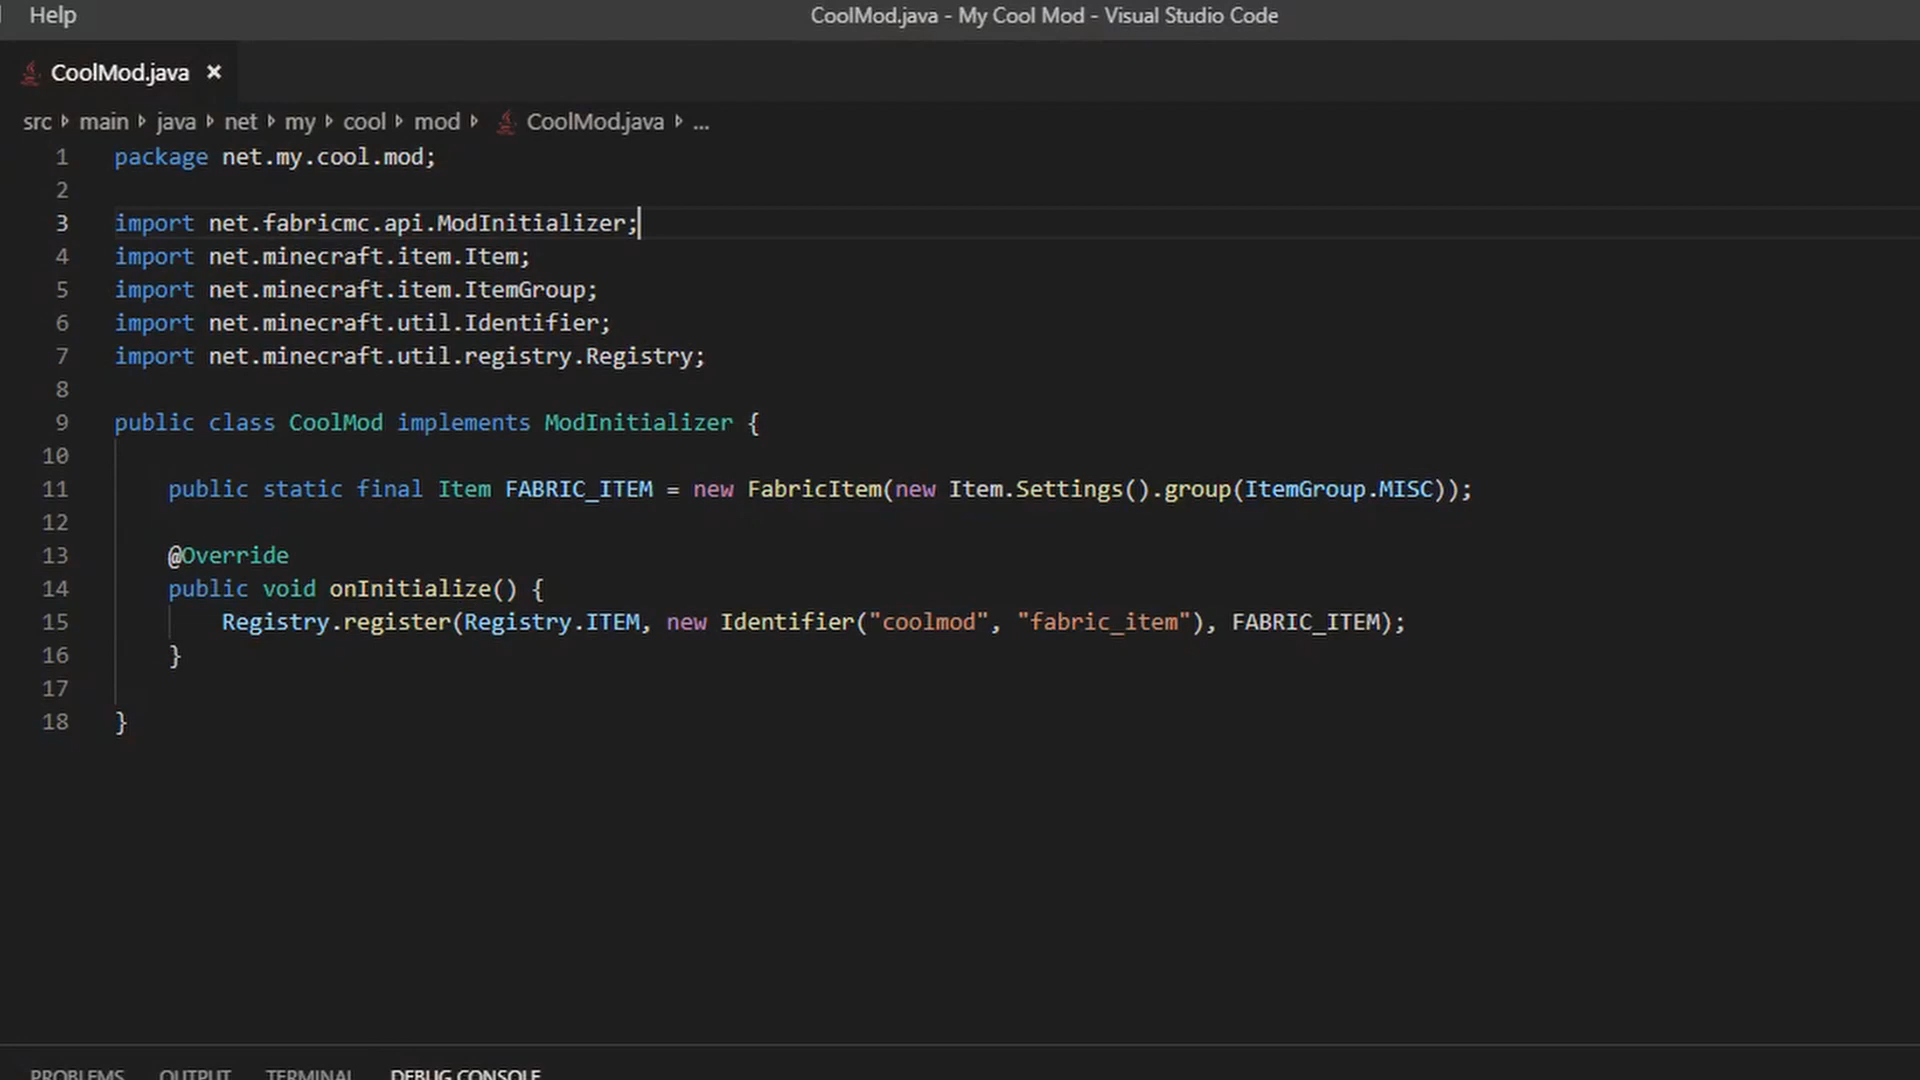 Help
CoolMod.java - My Cool Mod - Visual Studio Code
CoolMod.java ×
src main java net my cool mod CoolMod.java ...
1 package net.my.cool.mod;
2
3 import net.fabricmc.api.ModInitializer;
4 import net.minecraft.item.Item;
5 import net.minecraft.item.ItemGroup;
6 import net.minecraft.util.Identifier;
7 import net.minecraft.util.registry.Registry;
8
9 public class CoolMod implements ModInitializer {
10
11 public static final Item FABRIC_ITEM = new FabricItem(new Item.Settings().group(ItemGroup.MISC));
12
13 @Override
14 public void onInitialize() {
15 Registry.register(Registry.ITEM, new Identifier("coolmod", "fabric_item"), FABRIC_ITEM);
16 }
17
18 }
PROBLEMS OUTPUT TERMINAL DEBUG CONSOLE